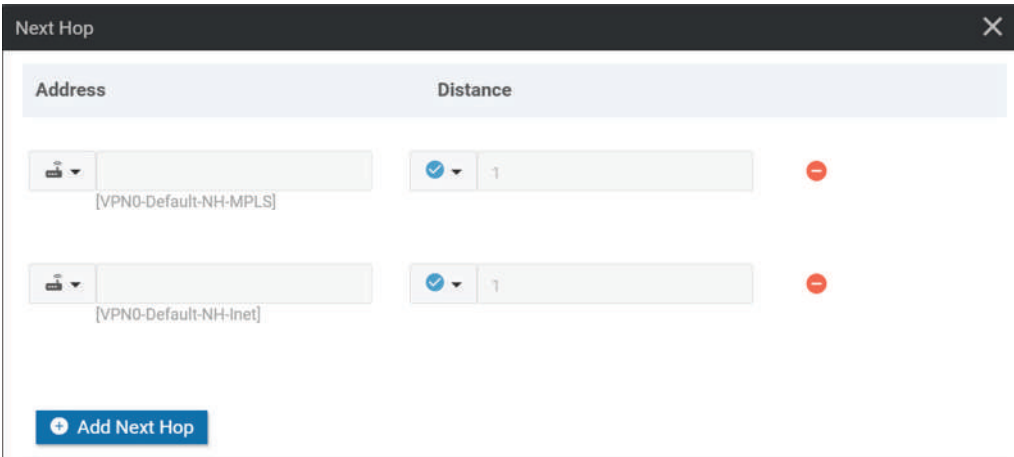 Next Hop
Address Distance
1
[VPN0-Default-NH-MPLS]
1
[VPN0-Default-NH-Inet]
Add Next Hop